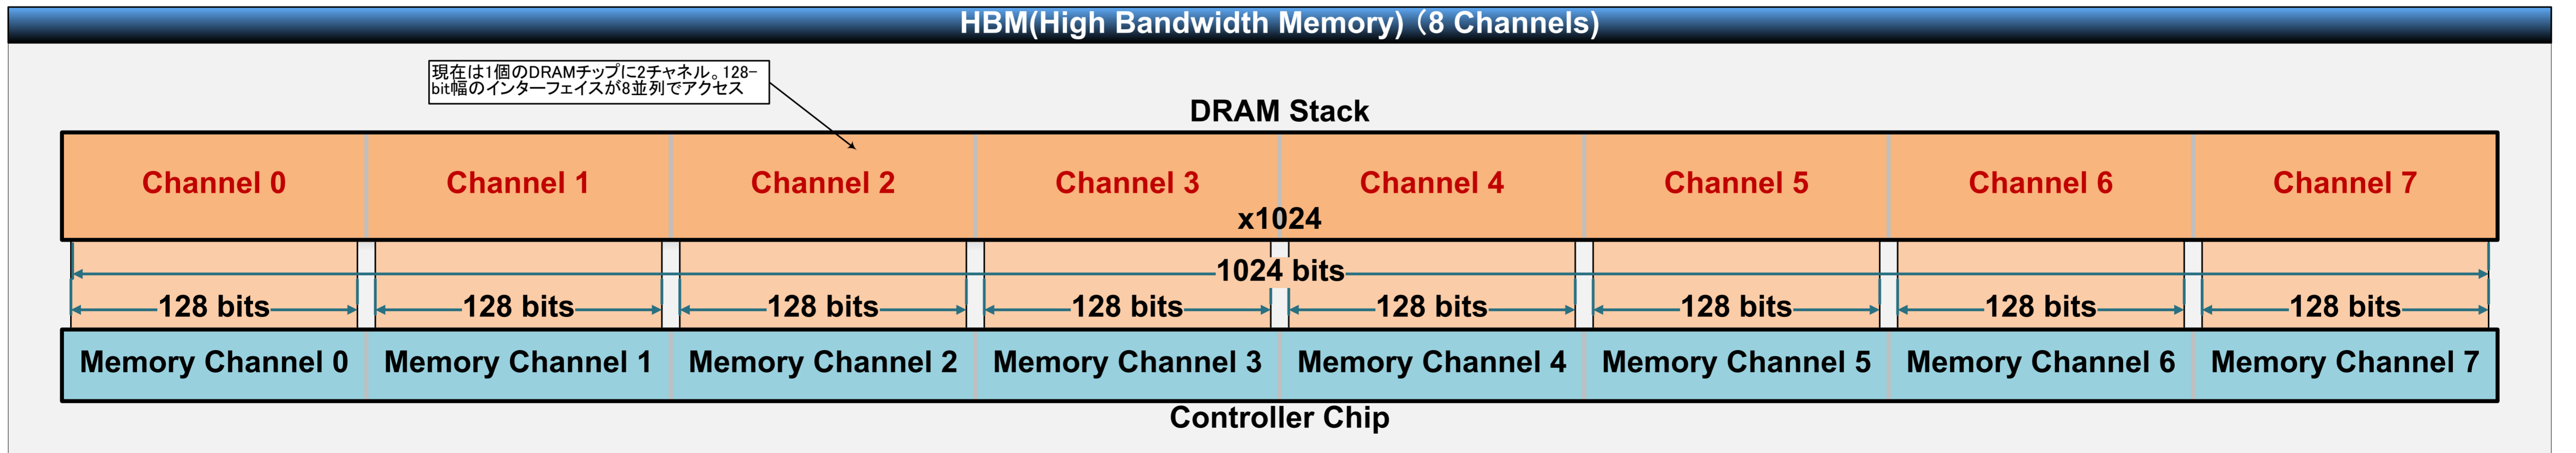 HBM(High Bandwidth Memory)（8 Channels)
現在は1個のDRAMチップに2チャネル。128-
bit幅のインターフェイスが8並列でアクセス
DRAM Stack
Channel 0 Channel 1 Channel 2 Channel 3 Channel 4 Channel 5 Channel 6 Channel 7
x1024
1024 bits
128 bits 128 bits 128 bits 128 bits 128 bits 128 bits 128 bits 128 bits
Memory Channel 0 Memory Channel 1 Memory Channel 2 Memory Channel 3 Memory Channel 4 Memory Channel 5 Memory Channel 6 Memory Channel 7
Controller Chip